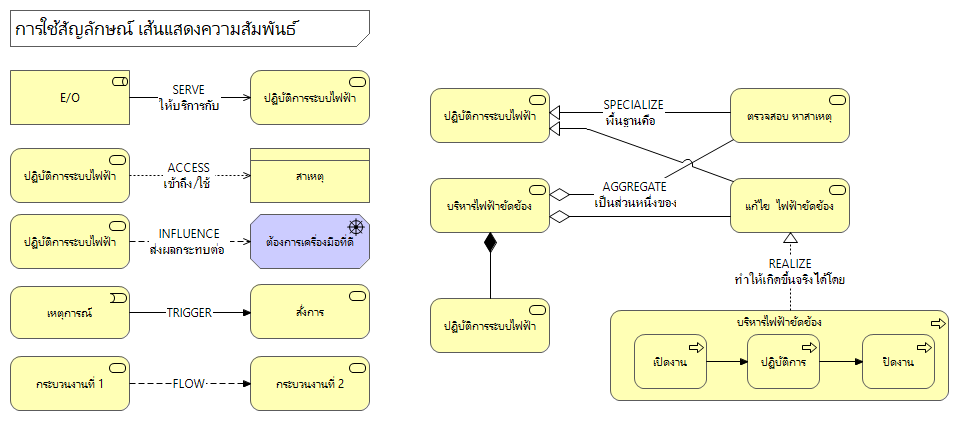 การใช้สัญลักษณ์ เส้นแสดงความสัมพันธ์
E/O
SERVE
ให้บริการกับ
ปฏิบัติการระบบไฟฟ้า
ปฏิบัติการระบบไฟฟ้า
ACCESS
เข้าถึง/ใช้
สาเหตุ
ปฏิบัติการระบบไฟฟ้า
INFLUENCE
ส่งผลกระทบต่อ
ต้องการเครื่องมือที่ดี
เหตุการณ์
TRIGGER
สั่งการ
กระบวนงานที่ 1
FLOW
กระบวนงานที่ 2
ปฏิบัติการระบบไฟฟ้า
SPECIALIZE
พื้นฐานคือ
ตรวจสอบ หาสาเหตุ
บริหารไฟฟ้าขัดข้อง
AGGREGATE
เป็นส่วนหนึ่งของ
แก้ไข ไฟฟ้าขัดข้อง
REALIZE
ทำให้เกิดขึ้นจริงได้โดย
ปฏิบัติการระบบไฟฟ้า
บริหารไฟฟ้าขัดข้อง
เปิดงาน
ปฏิบัติการ
ปิดงาน